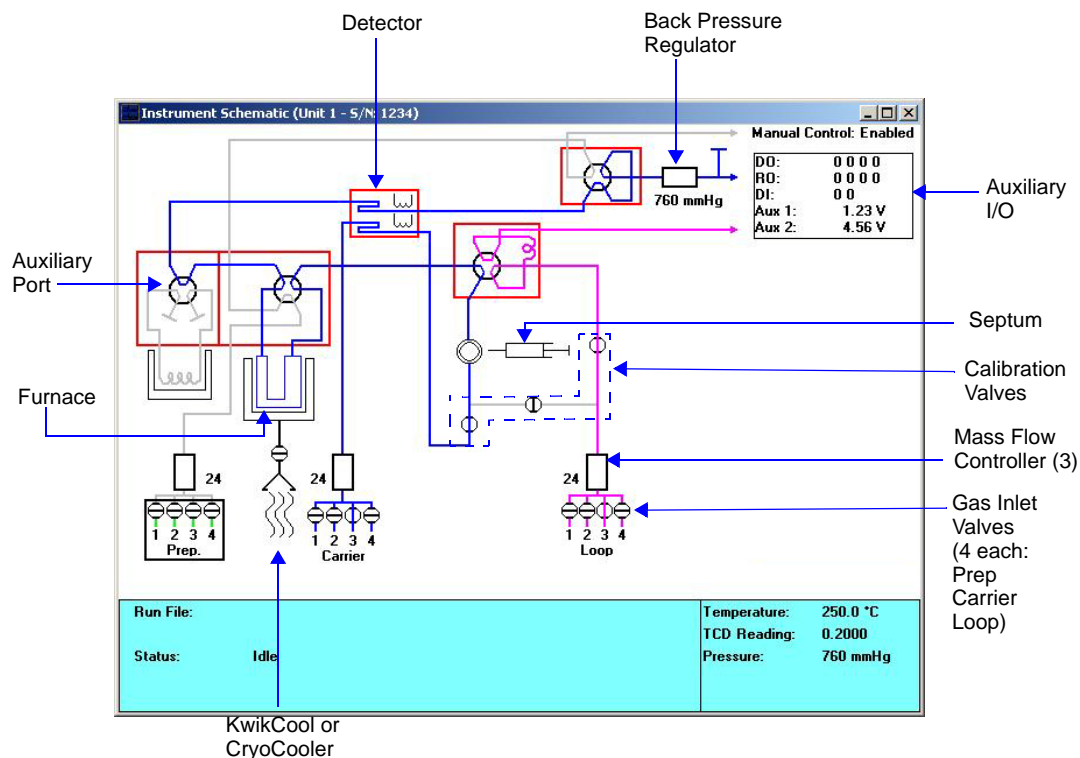 Detector
Back Pressure
Regulator
Instrument Schematic (Unit 1 - S/N: 1234)
Manual Control: Enabled
DO: 0 0 0 0
RO: 0 0 0 0
DI: 0 0
Aux 1: 1.23 V
Aux 2: 4.56 V
760 mmHg
Auxiliary
I/O
Auxiliary
Port
Septum
Calibration
Valves
Furnace
Mass Flow
Controller (3)
24
24
24
Gas Inlet
Valves
(4 each:
Prep
Carrier
Loop)
1 2 3 4
Prep.
1 2 3 4
Carrier
1 2 3 4
Loop
Run File:
Status: Idle
Temperature: 250.0 °C
TCD Reading: 0.2000
Pressure: 760 mmHg
KwikCool or
CryoCooler